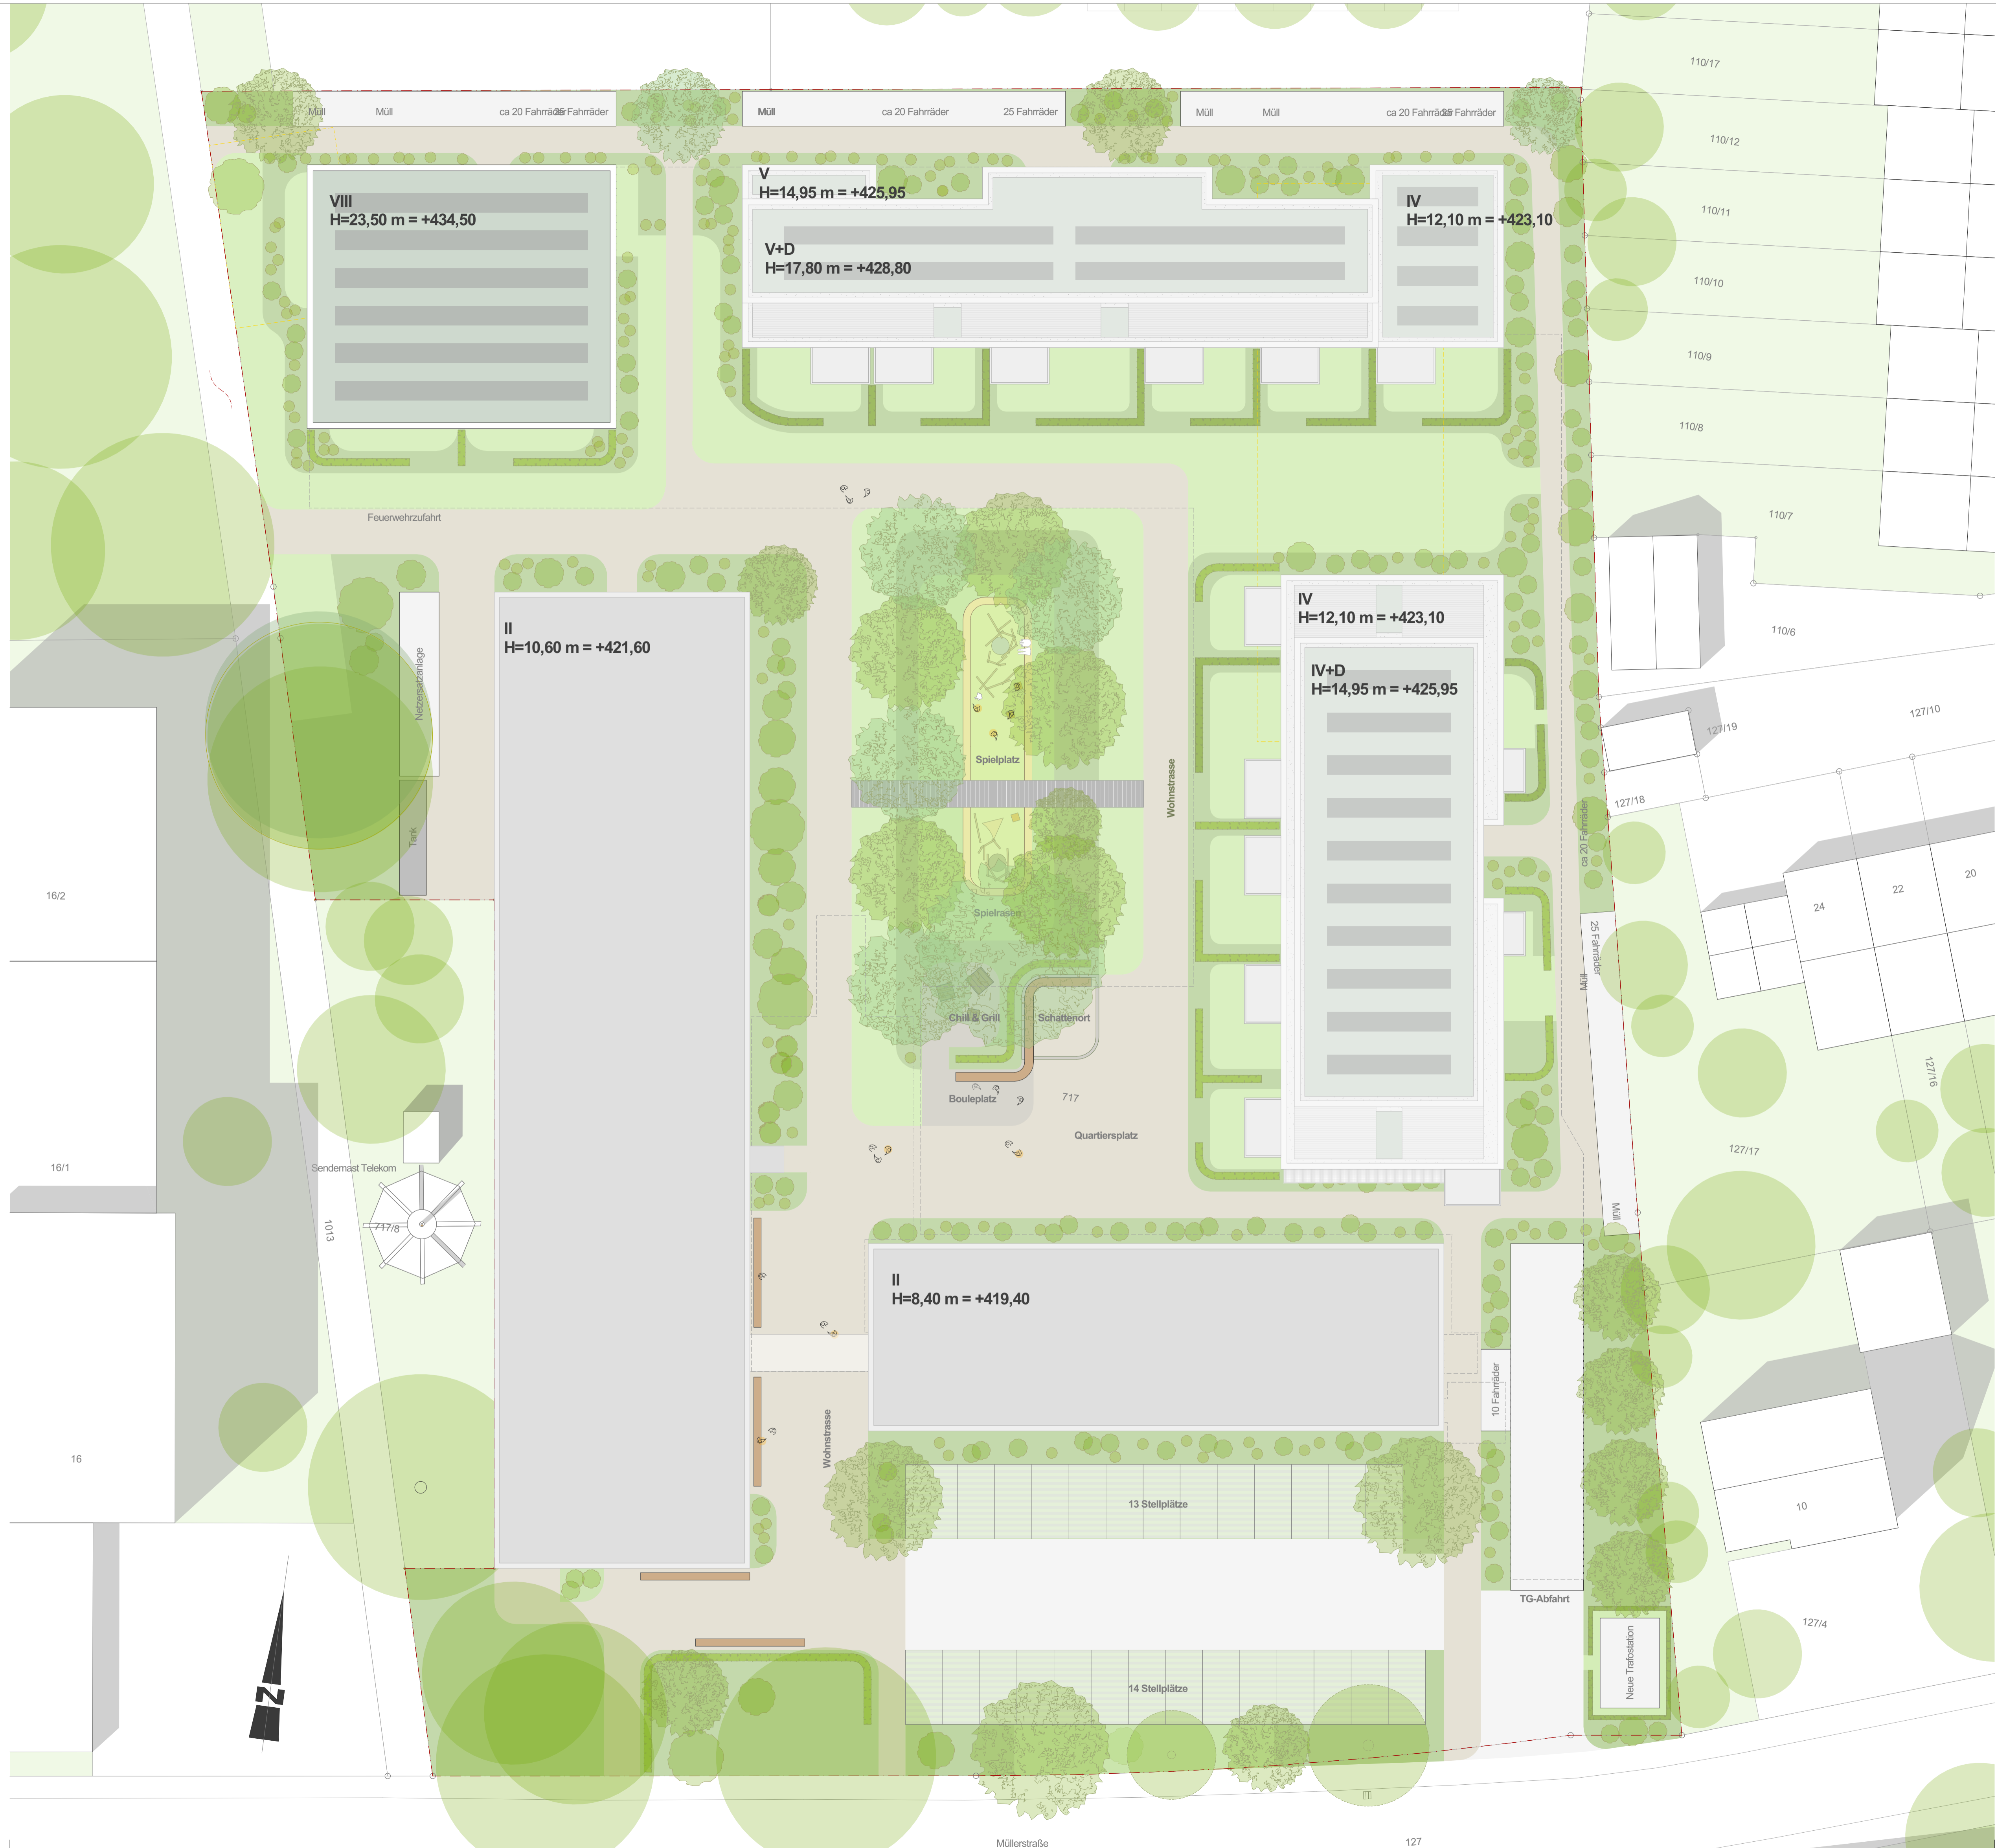 110/17
Müll
Müll
ca 20 Fahrräder
25 Fahrräder
Müll
ca 20 Fahrräder
25 Fahrräder
Müll
Müll
ca 20 Fahrräder
25 Fahrräder
110/12
V
H=14,95 m = +425,95
VIII
H=23,50 m = +434,50
IV
H=12,10 m = +423,10
110/11
V+D
H=17,80 m = +428,80
110/10
110/9
110/8
110/7
Feuerwehrzufahrt
II
H=10,60 m = +421,60
IV
H=12,10 m = +423,10
110/6
Netzersatzanlage
IV+D
H=14,95 m = +425,95
127/10
127/19
Spielplatz
Wohnstrasse
127/18
Tank
ca 20 Fahrräder
16/2
24
22
20
Spielrasen
25 Fahrräder
Müll
Chill & Grill
Schattenort
127/16
Bouleplatz
717
Quartiersplatz
127/17
16/1
Sendemast Telekom
Müll
1013
717/8
II
H=8,40 m = +419,40
10 Fahrräder
Wohnstrasse
16
13 Stellplätze
10
TG-Abfahrt
127/4
Neue Trafostation
N
14 Stellplätze
Müllerstraße
127